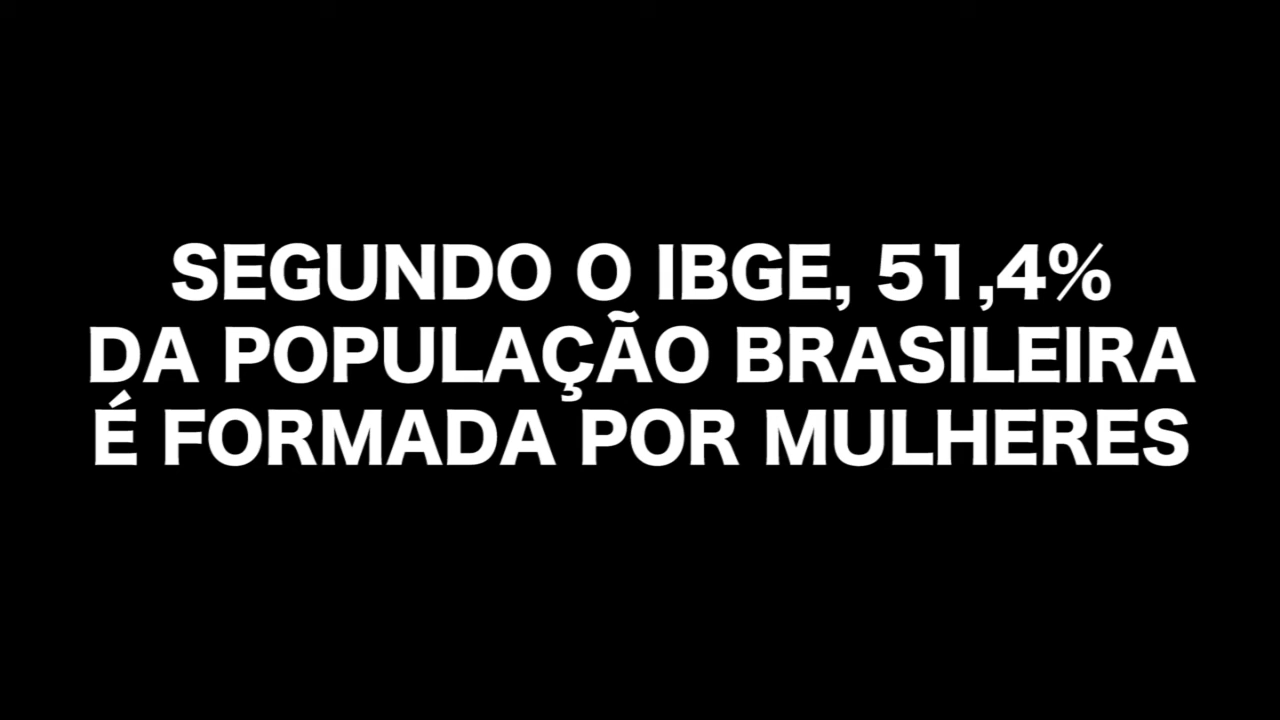 SEGUNDO O IBGE, 51,4%
DA POPULAÇÃO BRASILEIRA
É FORMADA POR MULHERES